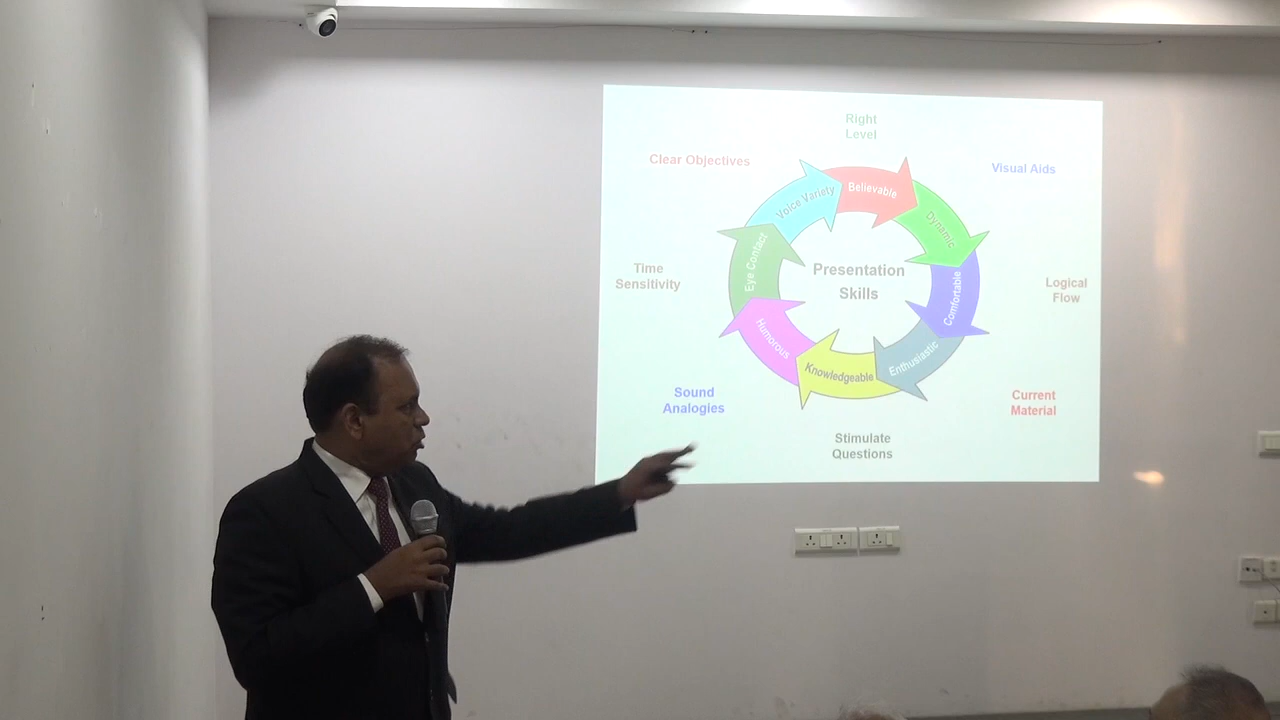 Right
Level
Clear Objectives
Visual Aids
Voice Variety
Believable
Dynamic
Eye Contact
Comfortable
Time
Sensitivity
Presentation
Skills
Logical
Flow
Humorous
Knowledgeable
Enthusiastic
Sound
Analogies
Current
Material
Stimulate
Questions